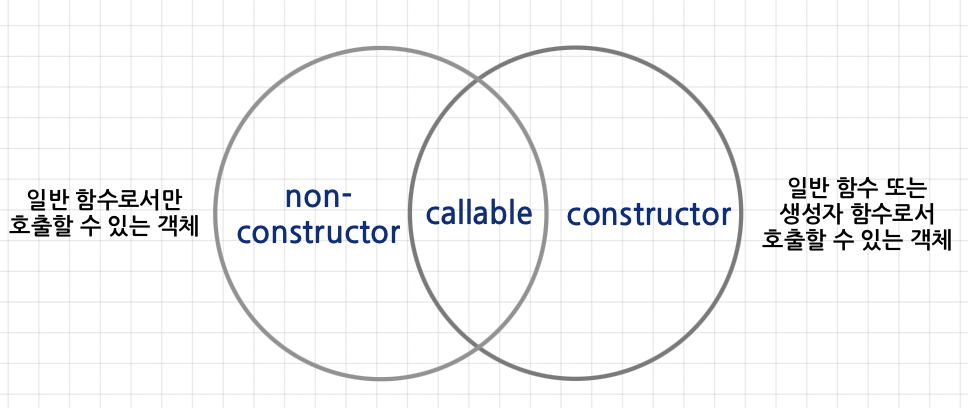 일반 함수로서만
호출할 수 있는 객체
non-
constructor
callable
constructor
일반 함수 또는
생성자 함수로서
호출할 수 있는 객체